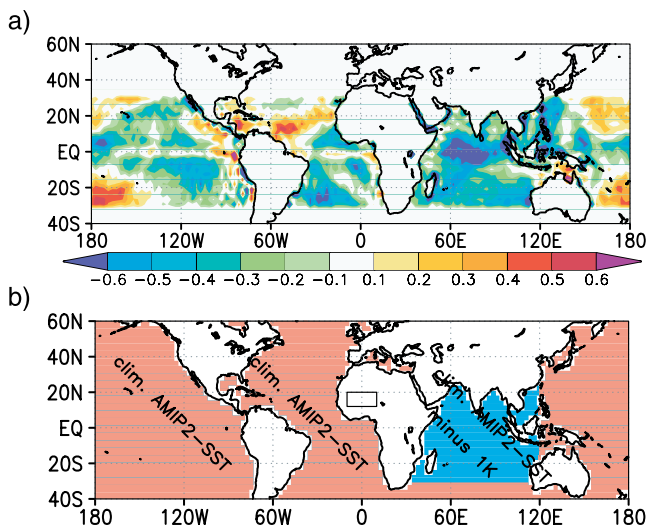 a)
60N
40N
20N
EQ
20S
40S
180 120W 60W 0 60E 120E 180
−0.6 −0.5 −0.4 −0.3 −0.2 −0.1 0.1 0.2 0.3 0.4 0.5 0.6
b)
60N
40N
20N
EQ
20S
40S
clim. AMIP2−SST
clim. AMIP2−SST
clim. AMIP2−SST
minus 1K
180 120W 60W 0 60E 120E 180